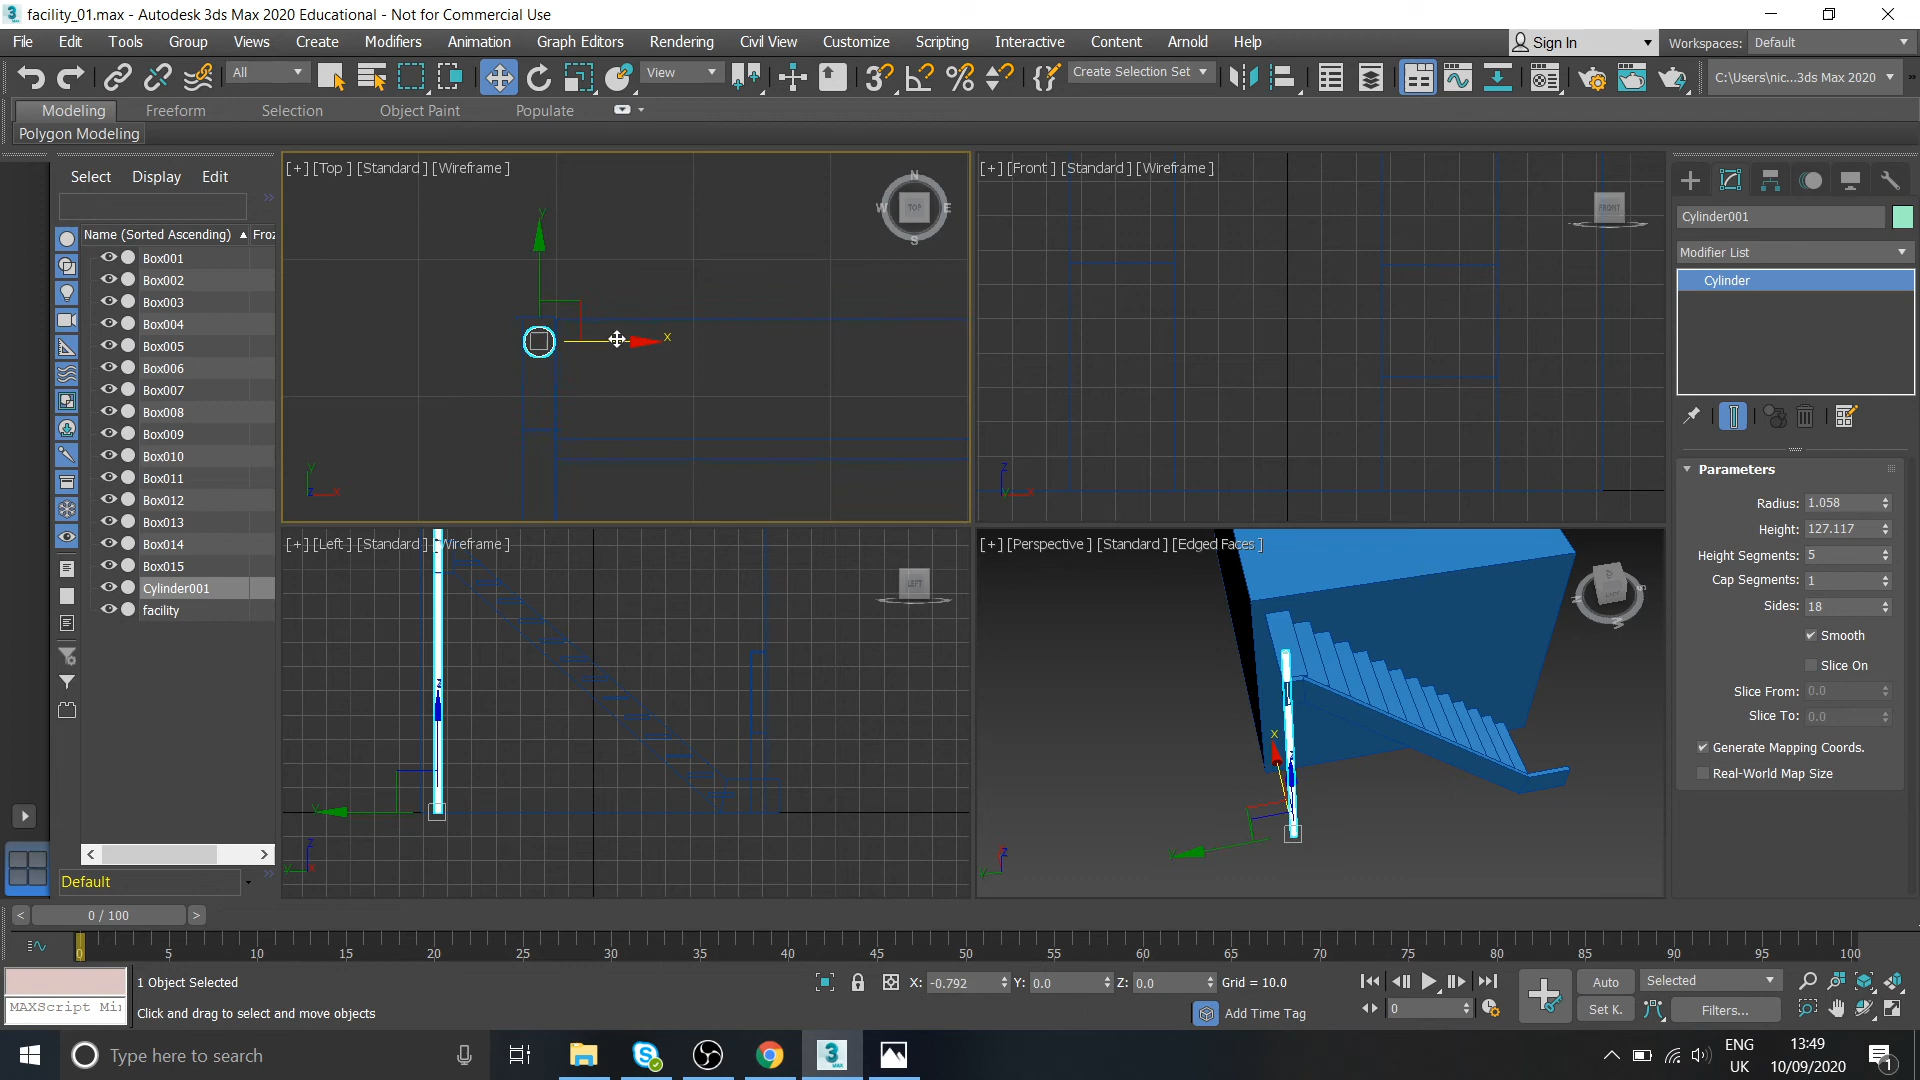 facility_01.max - Autodesk 3ds Max 2020 Educational - Not for Commercial Use
File Edit Tools Group Views Create Modifiers Animation Graph Editors Rendering Civil View Customize Scripting Interactive Content Arnold Help
Sign In
Workspaces: Default
All
View
Create Selection Set
C:\Users\nic...3ds Max 2020
Modeling Freeform Selection Object Paint Populate
Polygon Modeling
Select Display Edit
Name (Sorted Ascending) Froz
Box001
Box002
Box003
Box004
Box005
Box006
Box007
Box008
Box009
Box010
Box011
Box012
Box013
Box014
Box015
Cylinder001
facility
Default
[+] [Top ] [Standard ] [Wireframe ]
N
W TOP E
S
y
x
[+] [Front ] [Standard ] [Wireframe ]
FRONT
[+] [Left ] [Standard ] [Wireframe ]
LEFT
[+] [Perspective ] [Standard ] [Edged Faces ]
Cylinder001
Modifier List
Cylinder
Parameters
Radius: 1.058
Height: 127.117
Height Segments: 5
Cap Segments: 1
Sides: 18
Smooth
Slice On
Slice From: 0.0
Slice To: 0.0
Generate Mapping Coords.
Real-World Map Size
0 / 100
0 5 10 15 20 25 30 35 40 45 50 55 60 65 70 75 80 85 90 95 100
1 Object Selected
X: -0.792 Y: 0.0 Z: 0.0 Grid = 10.0
Auto Selected
MAXScript Mi
Click and drag to select and move objects
Add Time Tag
0
Set K. Filters...
Type here to search
ENG
UK
13:49
10/09/2020
1